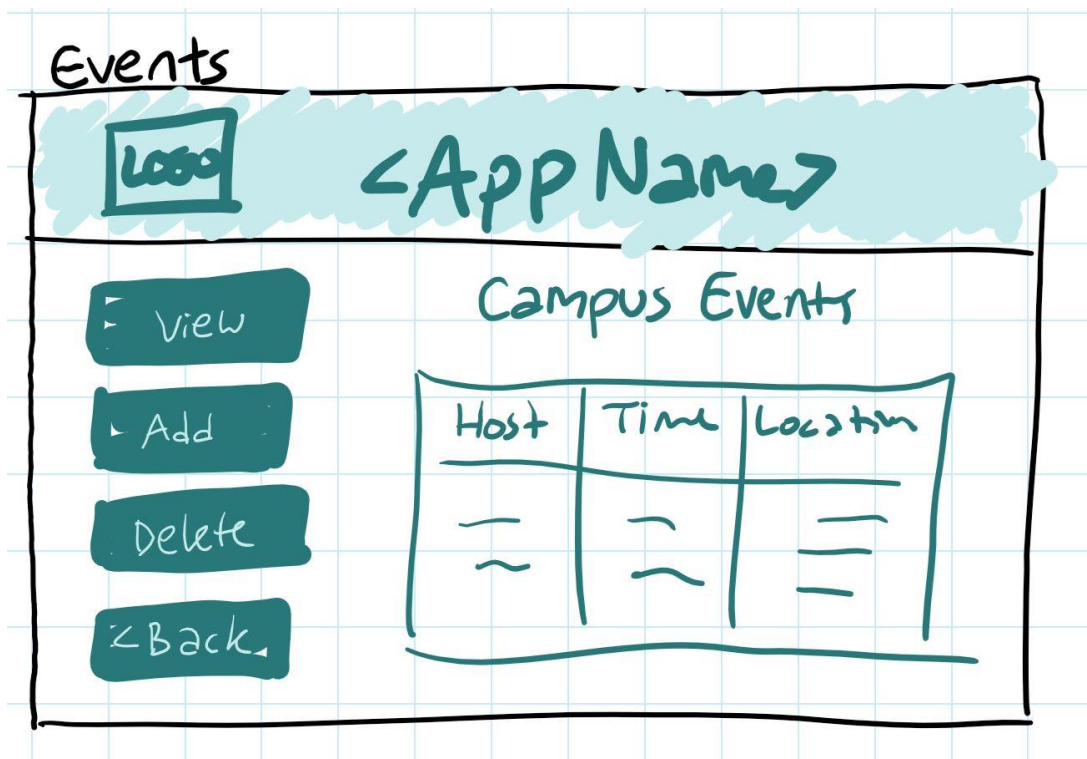 Events
LOGO
<App Name>
View
Add
Delete
<Back
Campus Events
Host Time Location